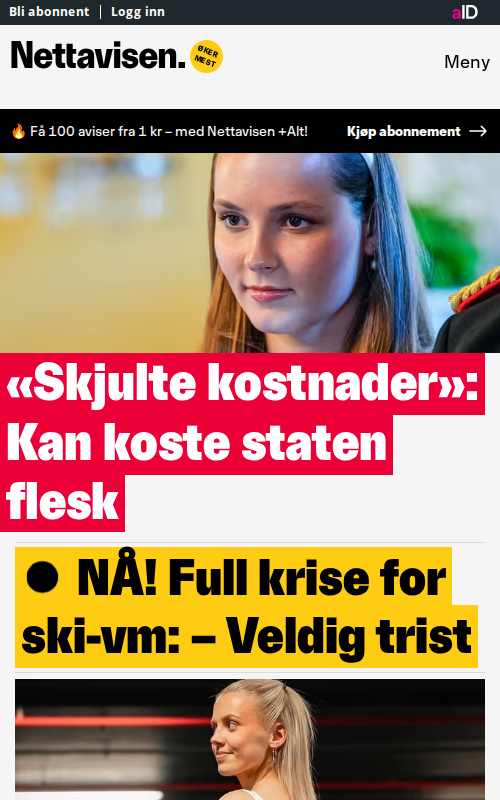 Bli abonnent | Logg inn
aID
Nettavisen.
ØKER
MEST
Meny
🔥 Få 100 aviser fra 1 kr – med Nettavisen +Alt!
Kjøp abonnement →
«Skjulte kostnader»:
Kan koste staten
flesk
● NÅ! Full krise for
ski-vm: – Veldig trist